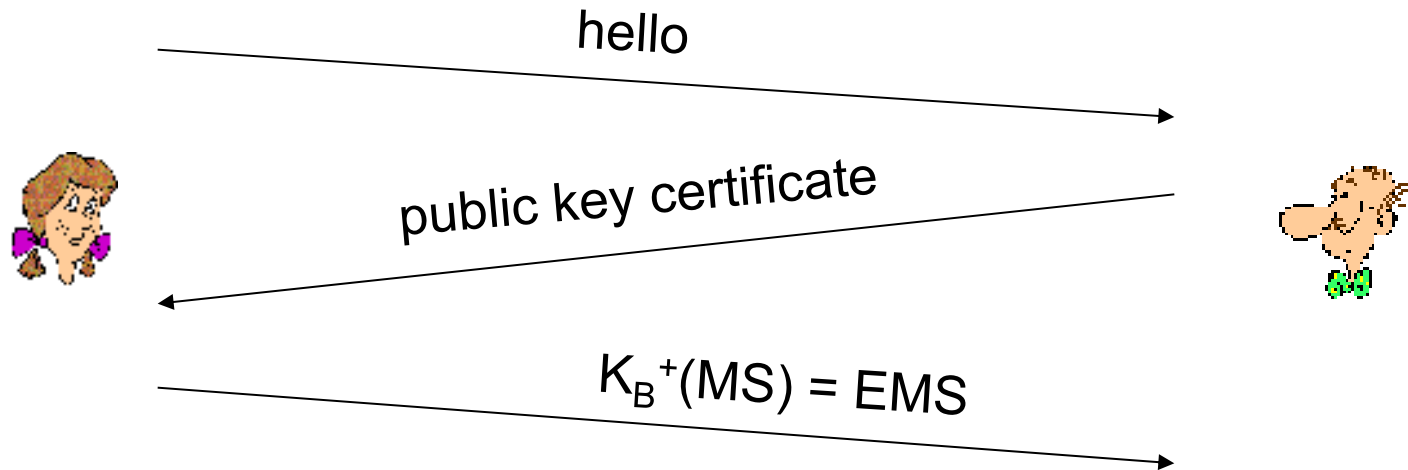 hello
public key certificate
K_B⁺(MS) = EMS